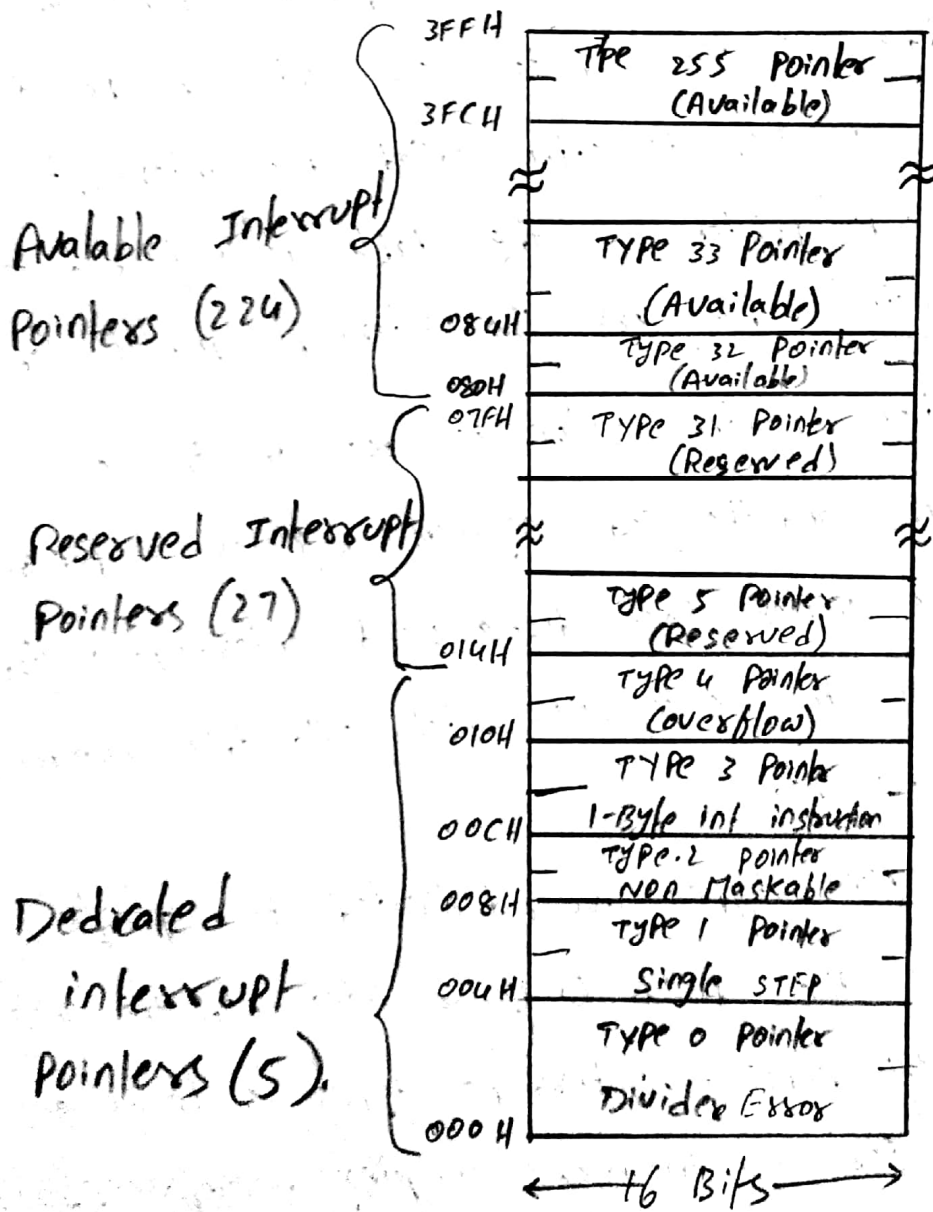 3FFH
Tpe 255 Pointer
(Available)
3FCH
Avalable Interrupt
Pointers (224)
TYPE 33 Pointer
(Available)
084H
Type 32 Pointer
(Available)
080H
07FH
TYPE 31 Pointer
(Reserved)
Reserved Interrupt
Pointers (27)
Type 5 Pointer
(Reserved)
014H
Type 4 Pointer
(overflow)
010H
TYPE 3 Pointer
1-Byte int instruction
00CH
Type.2 pointer
NON Maskable
008H
Type 1 Pointer
Single STEP
004H
Dedicated
interrupt
Pointers (5).
Type 0 Pointer
Divider Error
000H
16 Bits